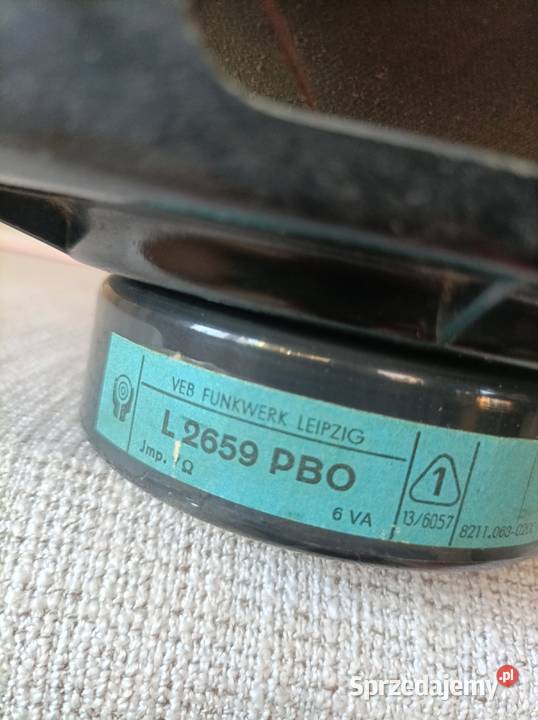 VEB FUNKWERK LEIPZIG
L 2659 PBO
Jmp. Ω
6 VA
1
13/6057
Sprzedajemy.pl